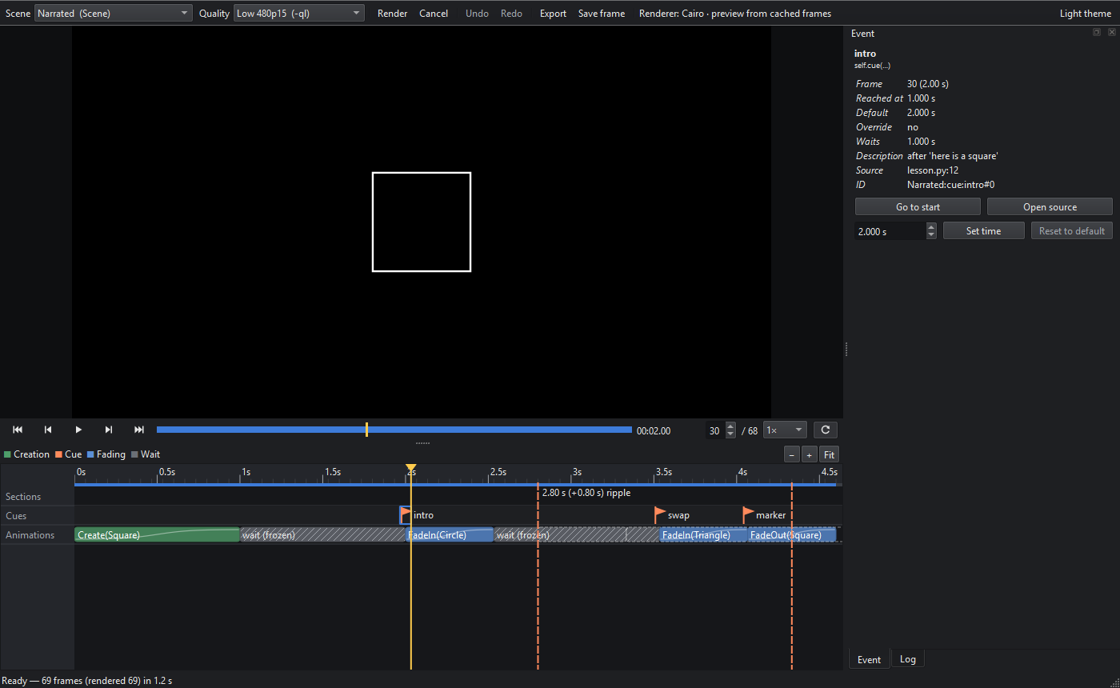 Scene Narrated (Scene) Quality Low 480p15 (-ql) Render Cancel Undo Redo Export Save frame Renderer: Cairo · preview from cached frames Light theme
Event
intro
self.cue(...)
Frame 30 (2.00 s)
Reached at 1.000 s
Default 2.000 s
Override no
Waits 1.000 s
Description after 'here is a square'
Source lesson.py:12
ID Narrated:cue:intro#0
Go to start Open source
2.000 s Set time Reset to default
00:02.00 30 / 68 1×
Creation Cue Fading Wait − + Fit
0s 0.5s 1s 1.5s 2s 2.5s 3s 3.5s 4s 4.5s
Sections 2.80 s (+0.80 s) ripple
Cues intro swap marker
Animations Create(Square) wait (frozen) FadeIn(Circle) wait (frozen) FadeIn(Triangle) FadeOut(Square)
Event Log
Ready — 69 frames (rendered 69) in 1.2 s